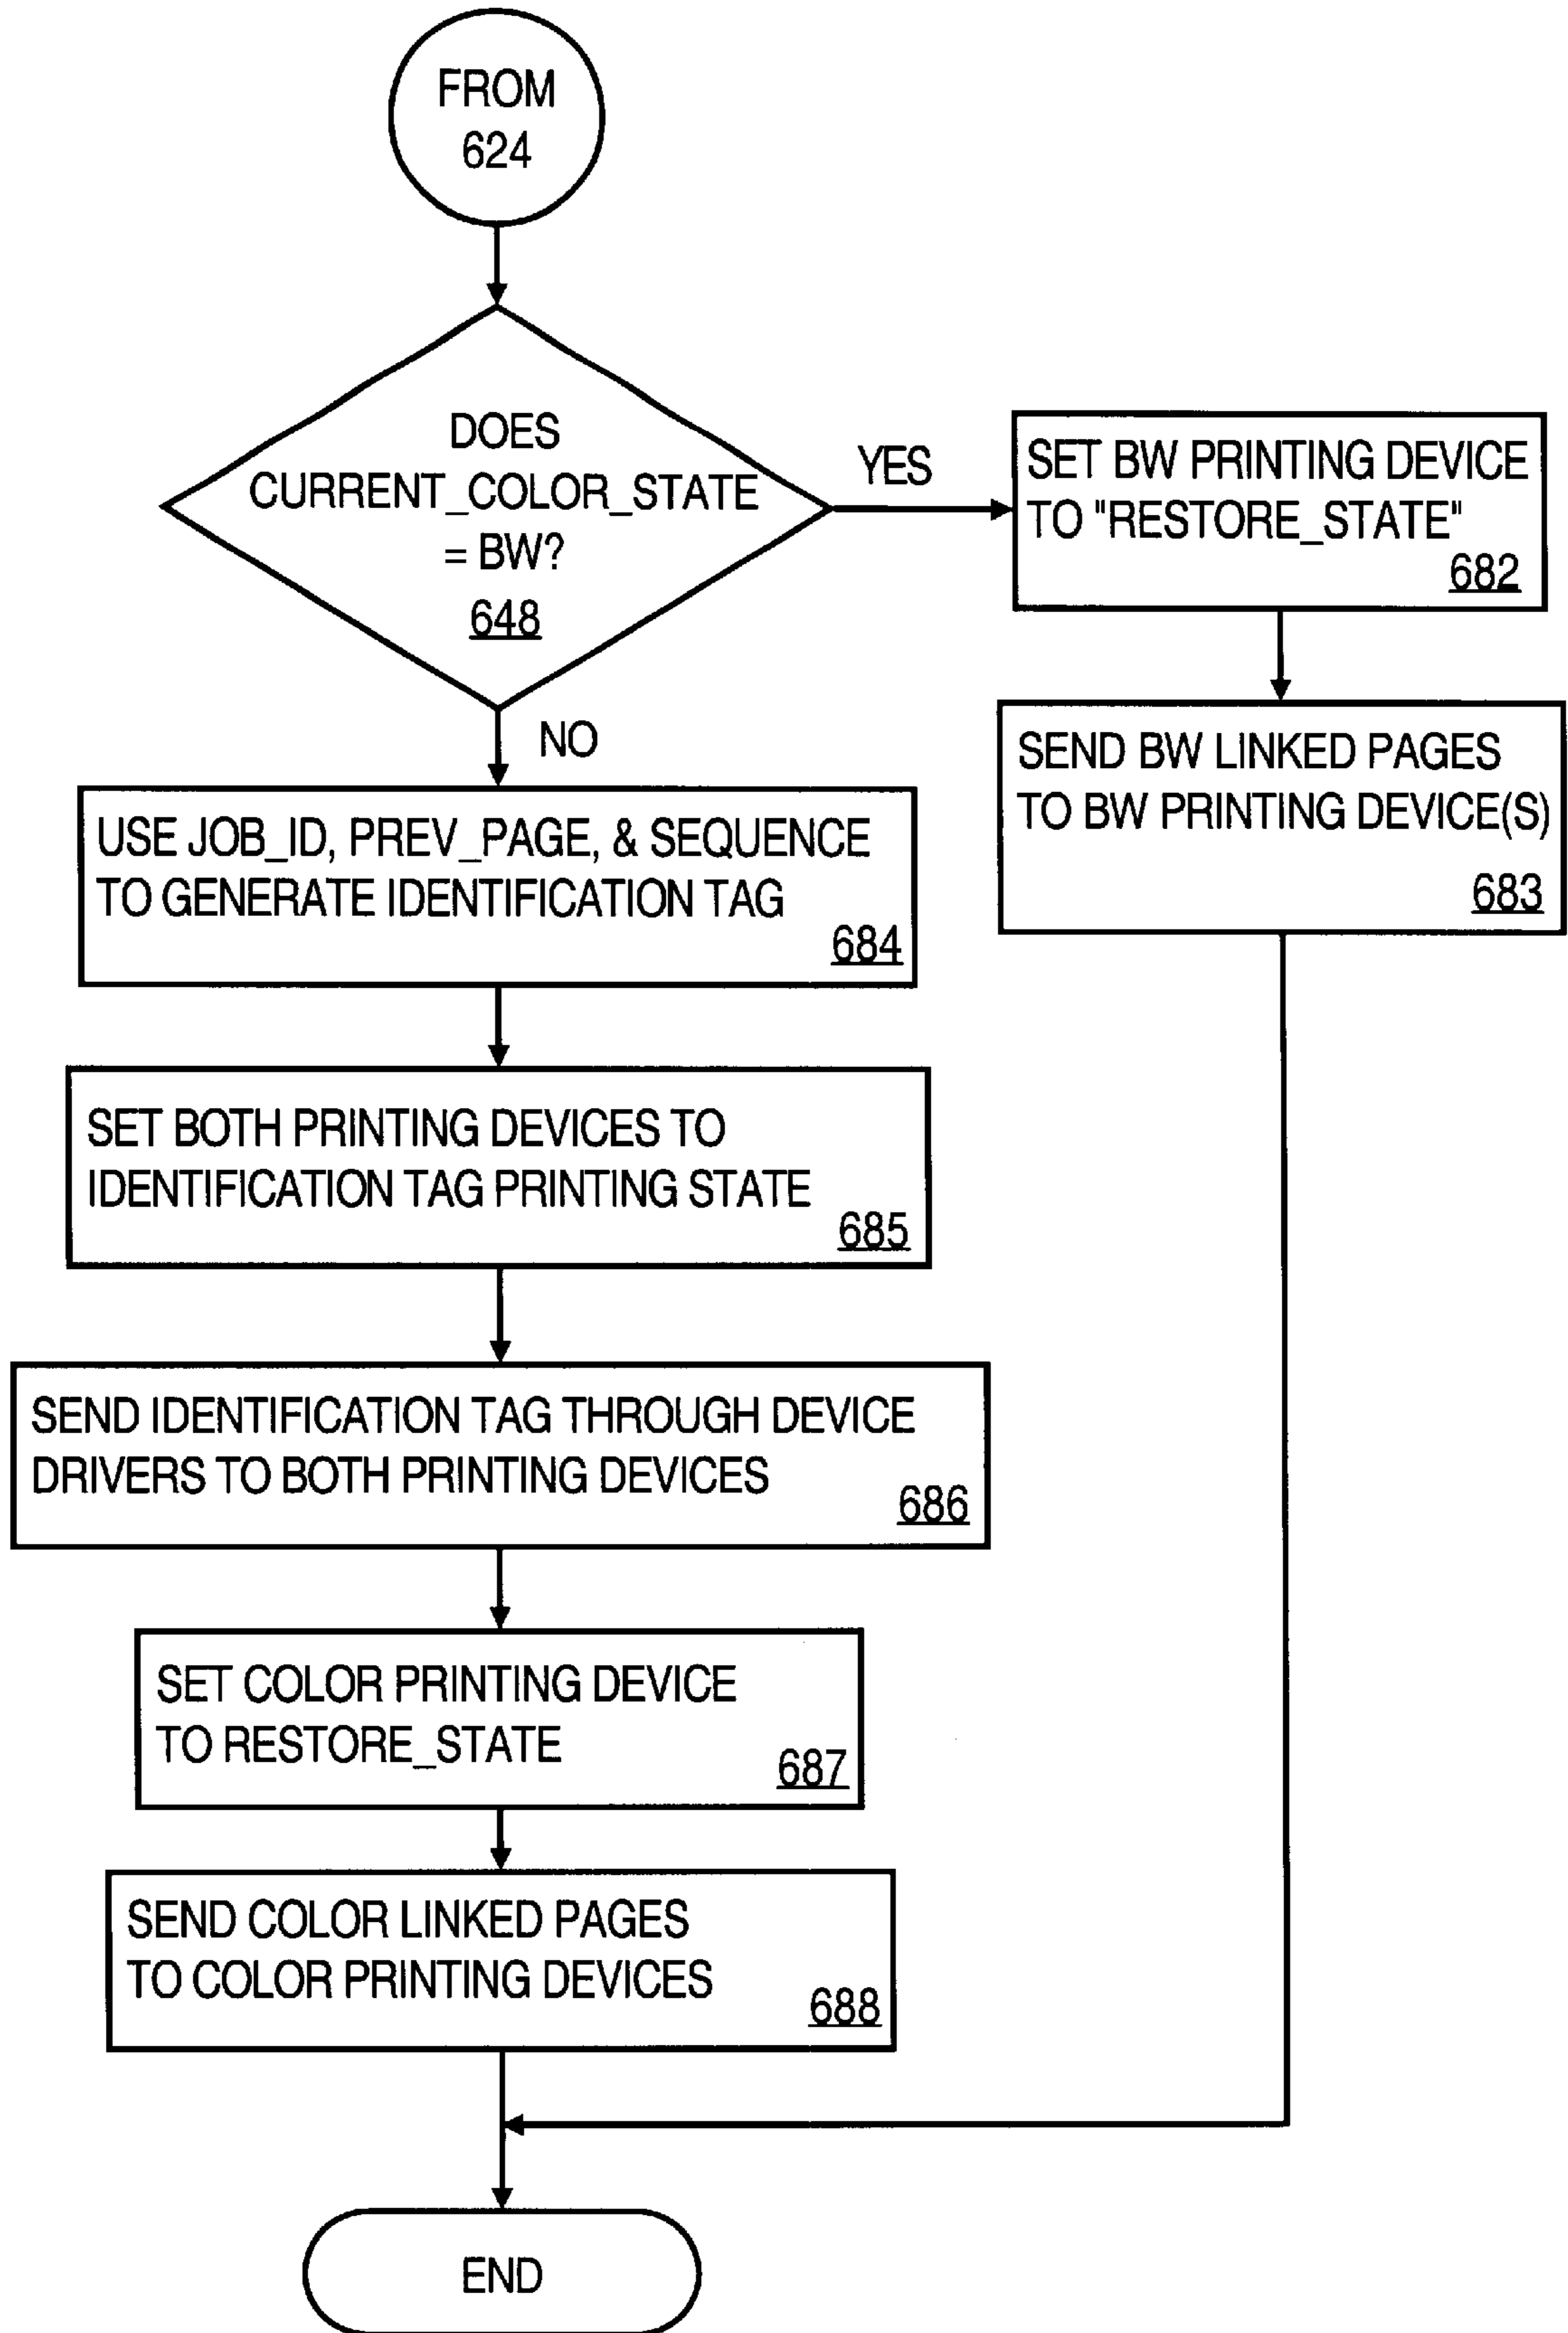 FROM
624
DOES
CURRENT_COLOR_STATE
= BW?
648
YES
SET BW PRINTING DEVICE
TO "RESTORE_STATE"
682
SEND BW LINKED PAGES
TO BW PRINTING DEVICE(S)
683
NO
USE JOB_ID, PREV_PAGE, & SEQUENCE
TO GENERATE IDENTIFICATION TAG
684
SET BOTH PRINTING DEVICES TO
IDENTIFICATION TAG PRINTING STATE
685
SEND IDENTIFICATION TAG THROUGH DEVICE
DRIVERS TO BOTH PRINTING DEVICES
686
SET COLOR PRINTING DEVICE
TO RESTORE_STATE
687
SEND COLOR LINKED PAGES
TO COLOR PRINTING DEVICES
688
END